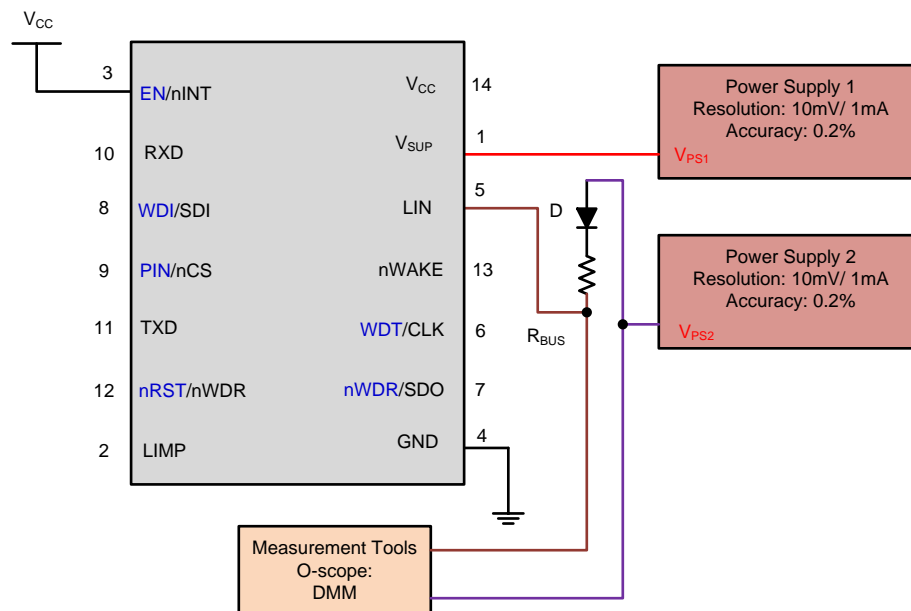 VCC
3
EN/nINT
VCC
14
Power Supply 1
Resolution: 10mV/ 1mA
Accuracy: 0.2%
VPS1
10
RXD
VSUP
1
8
WDI/SDI
LIN
5
D
9
PIN/nCS
nWAKE
13
Power Supply 2
Resolution: 10mV/ 1mA
Accuracy: 0.2%
VPS2
11
TXD
WDT/CLK
6
RBUS
12
nRST/nWDR
nWDR/SDO
7
2
LIMP
GND
4
Measurement Tools
O-scope:
DMM